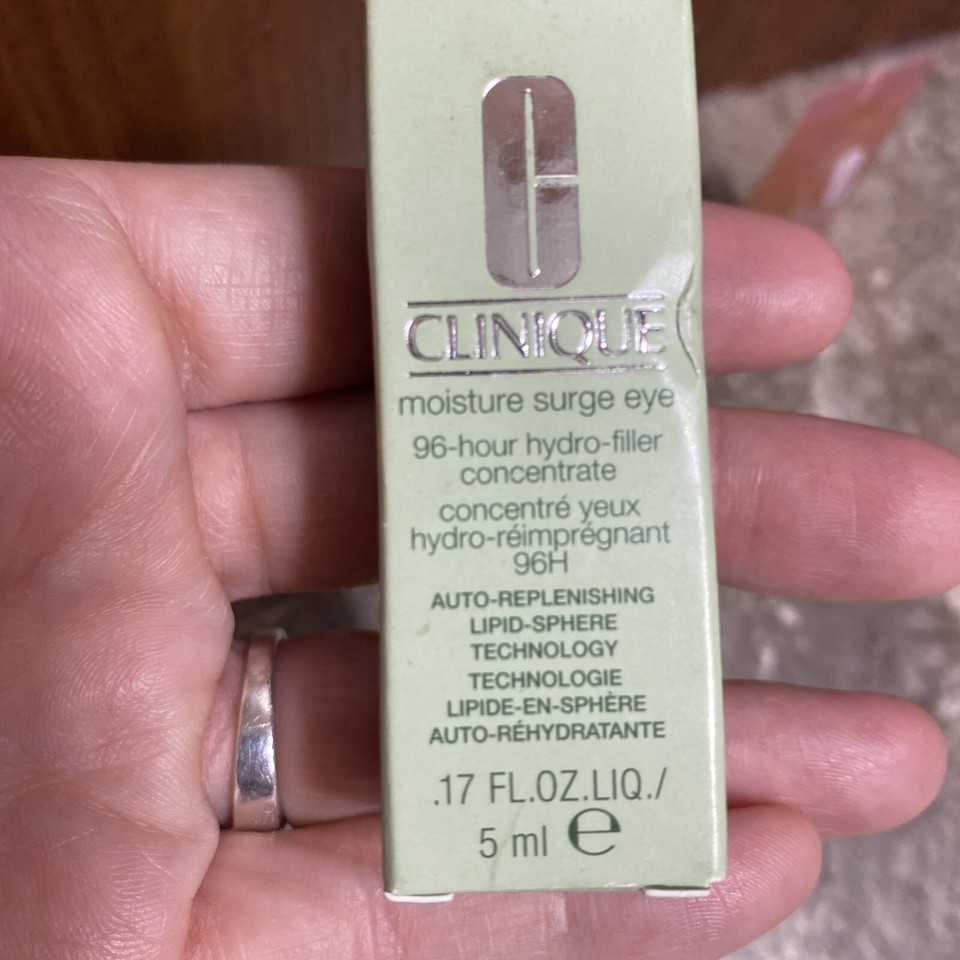 CLINIQUE
moisture surge eye
96-hour hydro-filler
concentrate
concentré yeux
hydro-réimprégnant
96H
AUTO-REPLENISHING
LIPID-SPHERE
TECHNOLOGY
TECHNOLOGIE
LIPIDE-EN-SPHÈRE
AUTO-RÉHYDRATANTE
.17 FL.OZ.LIQ./
5 ml ℮